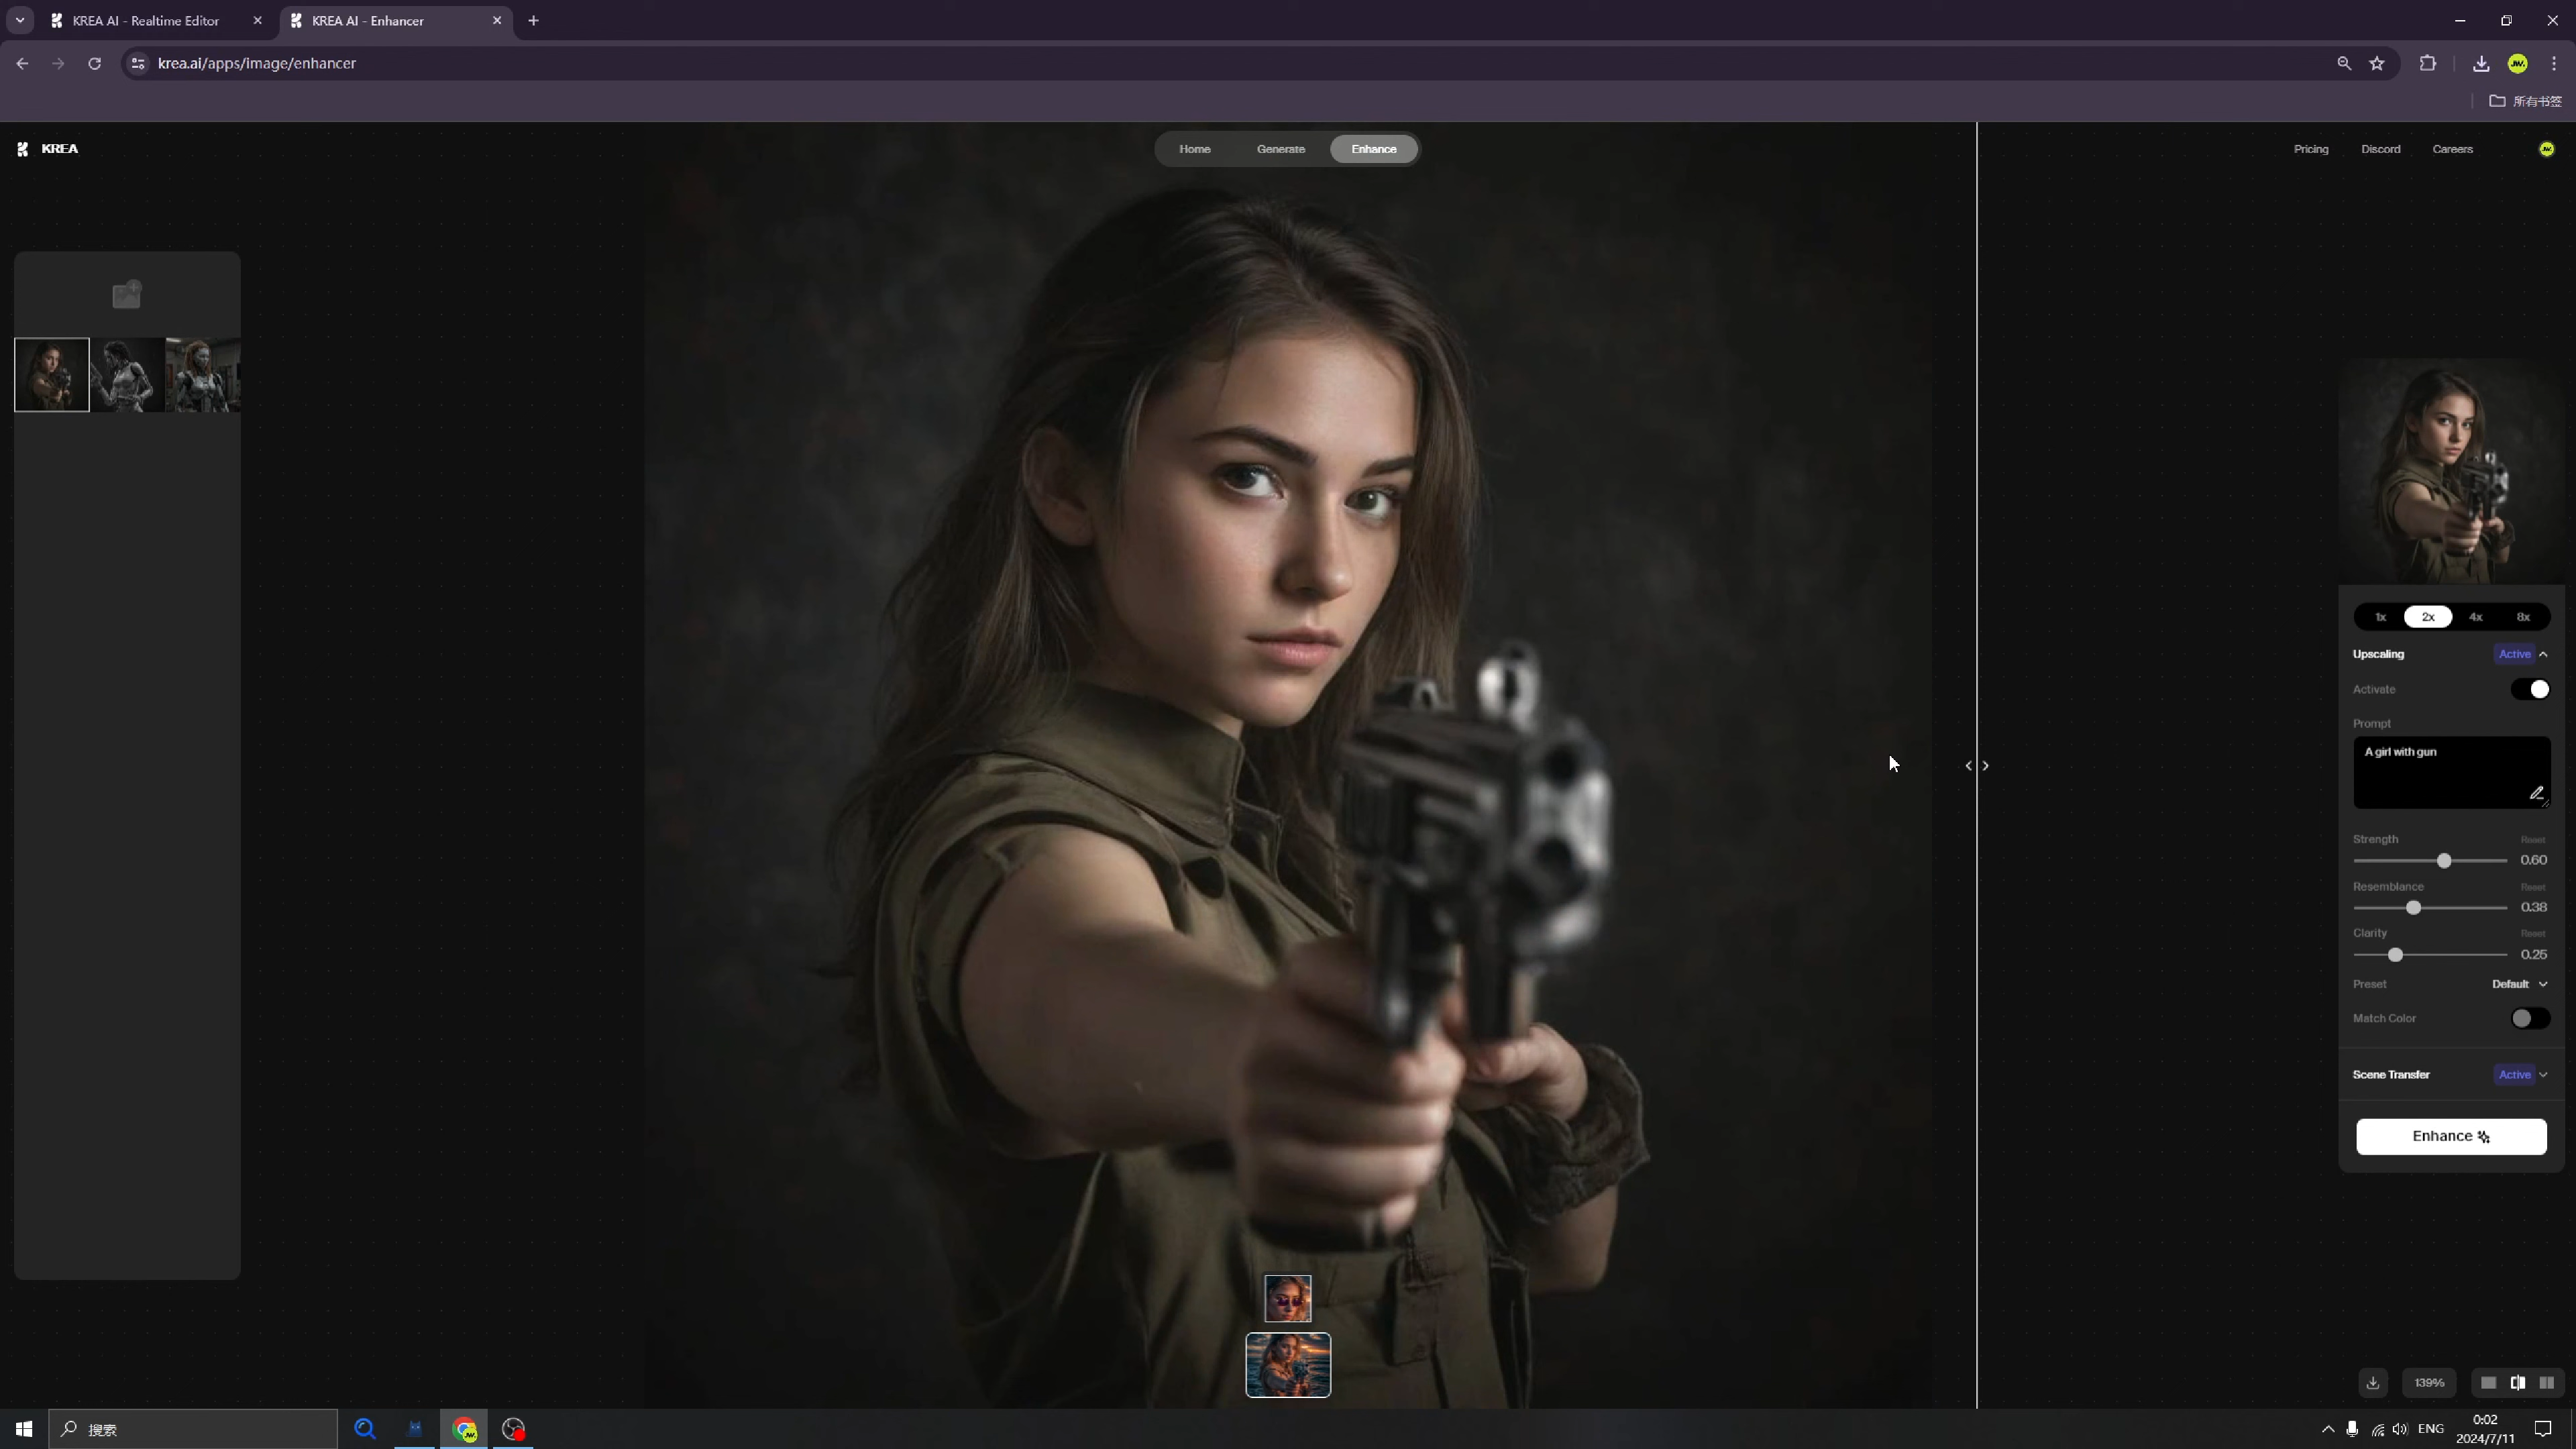 KREA AI - Realtime Editor
KREA AI - Enhancer
krea.ai/apps/image/enhancer
JW.
所有书签
KREA
Home
Generate
Enhance
Pricing
Discord
Careers
JW.
1x
2x
4x
8x
Upscaling
Active
Activate
Prompt
A girl with gun
Strength
Reset
0.60
Resemblance
Reset
0.38
Clarity
Reset
0.25
Preset
Default
Match Color
Scene Transfer
Active
Enhance
139%
搜索
ENG
0:02
2024/7/11